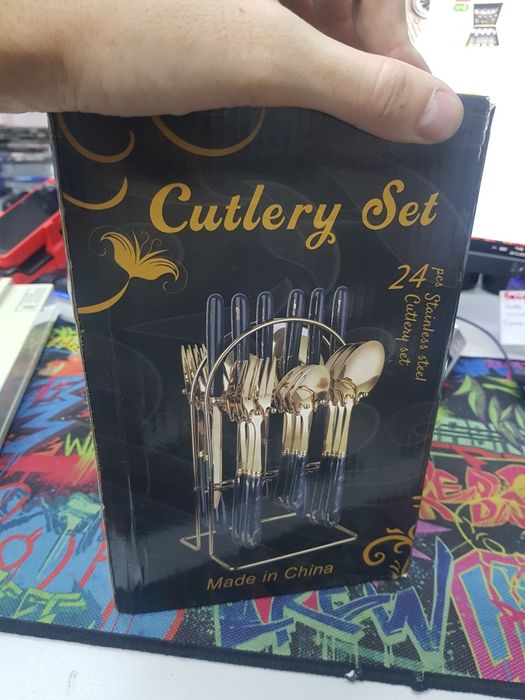 Cutlery Set
24 pcs Stainless steel
Cutlery set
Made in China